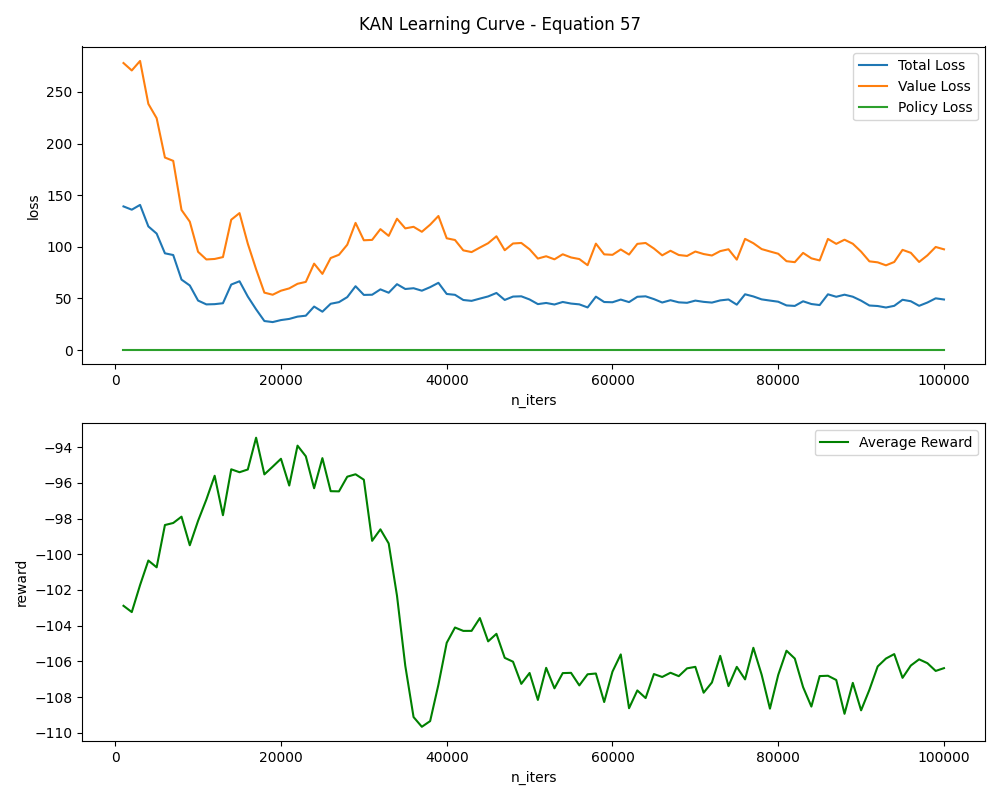 KAN Learning Curve - Equation 57
Total Loss
Value Loss
Policy Loss
loss
250
200
150
100
50
0
0 20000 40000 60000 80000 100000
n_iters
Average Reward
reward
−94
−96
−98
−100
−102
−104
−106
−108
−110
0 20000 40000 60000 80000 100000
n_iters